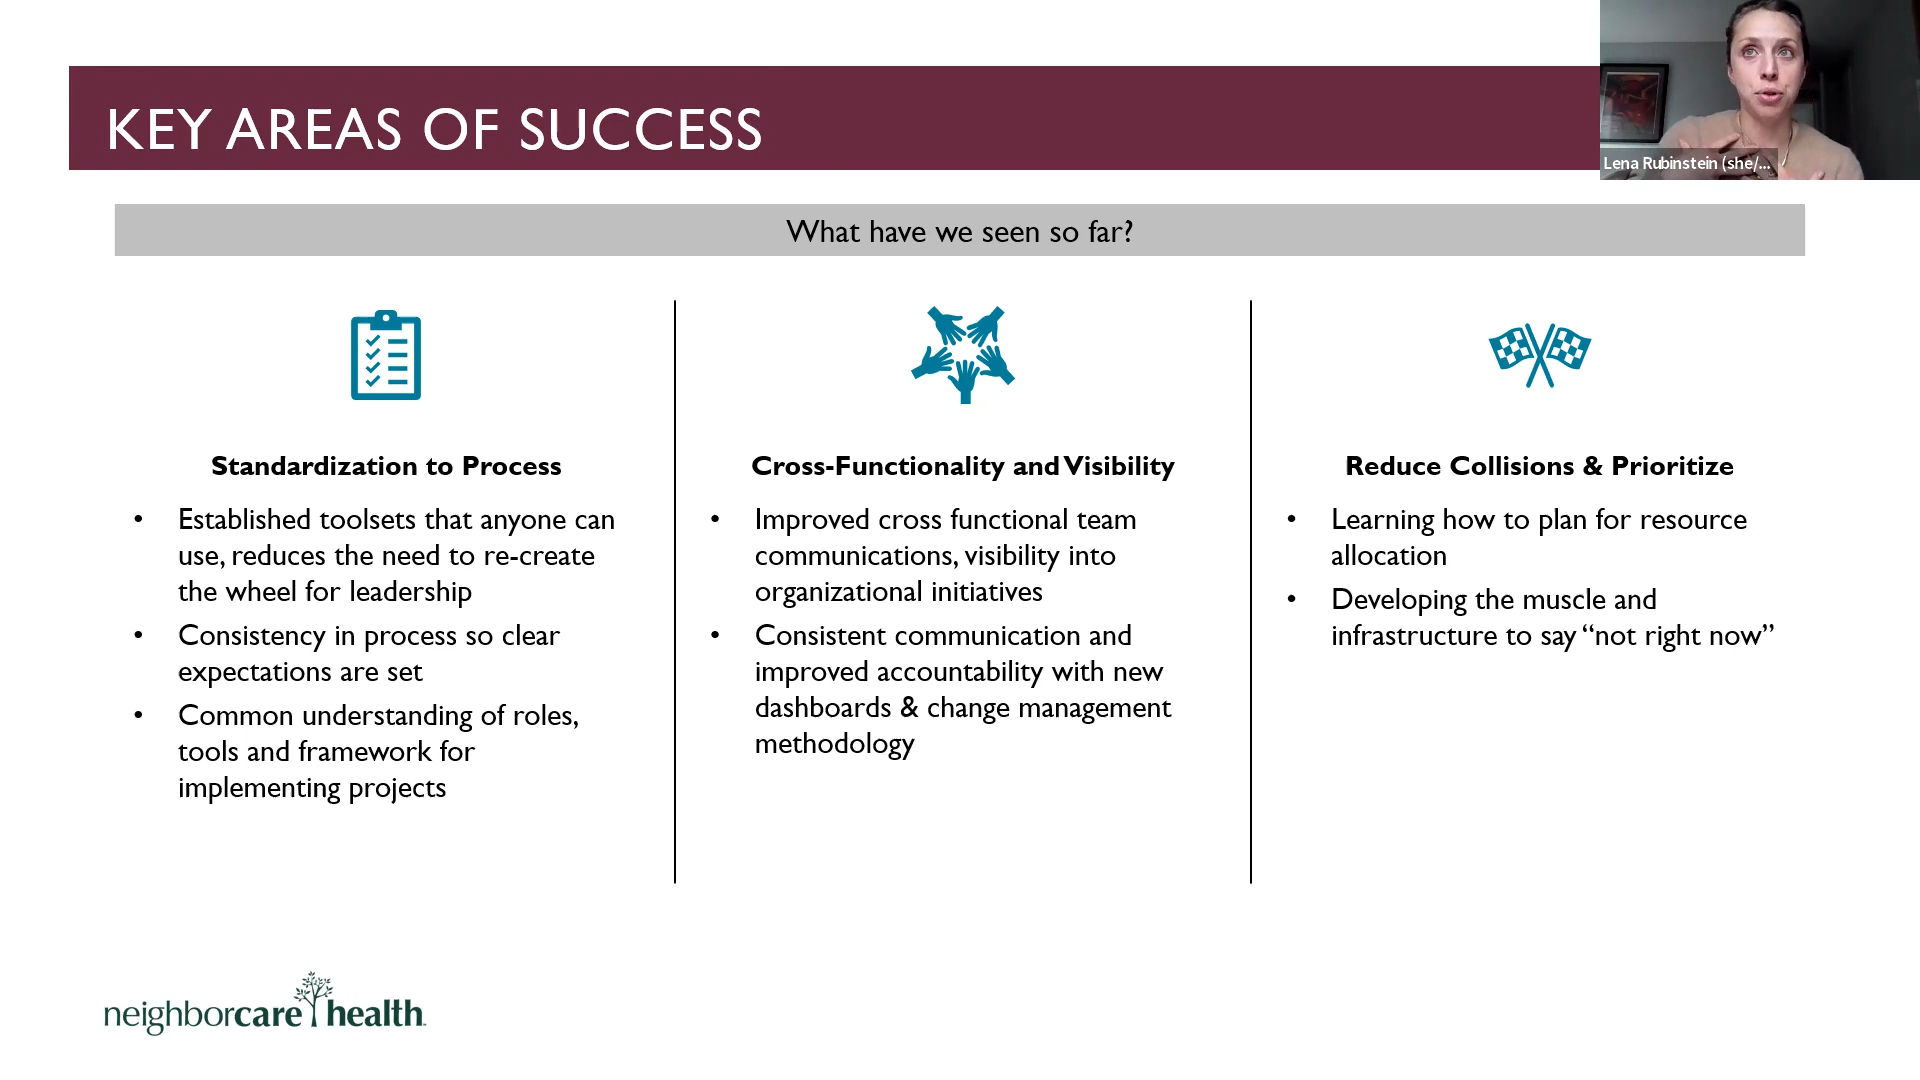 KEY AREAS OF SUCCESS
Lena Rubinstein (she/...
What have we seen so far?
Standardization to Process
• Established toolsets that anyone can
use, reduces the need to re-create
the wheel for leadership
• Consistency in process so clear
expectations are set
• Common understanding of roles,
tools and framework for
implementing projects
Cross-Functionality and Visibility
• Improved cross functional team
communications, visibility into
organizational initiatives
• Consistent communication and
improved accountability with new
dashboards & change management
methodology
Reduce Collisions & Prioritize
• Learning how to plan for resource
allocation
• Developing the muscle and
infrastructure to say “not right now”
neighborcare health